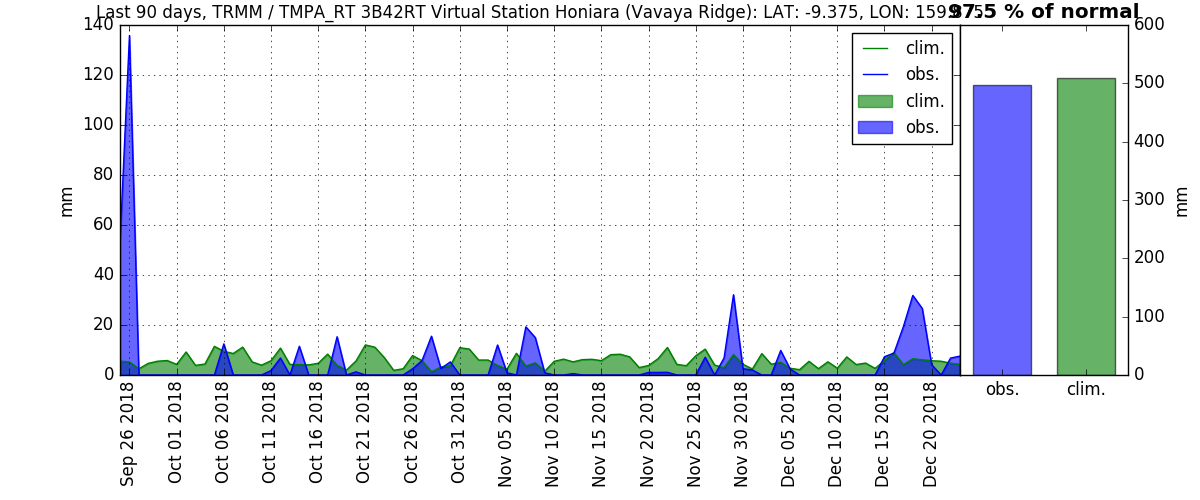 Last 90 days, TRMM / TMPA_RT 3B42RT Virtual Station Honiara (Vavaya Ridge): LAT: -9.375, LON:
97.5 % of normal
140
120
100
80
60
40
20
0
mm
clim.
obs.
clim.
obs.
600
500
400
300
200
100
0
mm
Sep 26 2018
Oct 01 2018
Oct 06 2018
Oct 11 2018
Oct 16 2018
Oct 21 2018
Oct 26 2018
Oct 31 2018
Nov 05 2018
Nov 10 2018
Nov 15 2018
Nov 20 2018
Nov 25 2018
Nov 30 2018
Dec 05 2018
Dec 10 2018
Dec 15 2018
Dec 20 2018
obs.
clim.